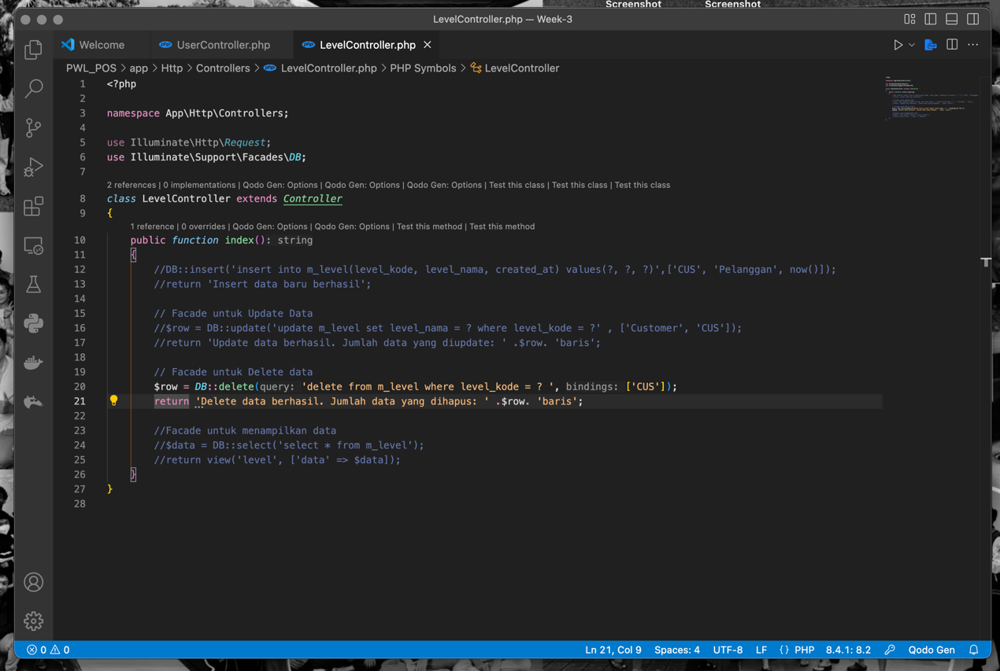 Screenshot Screenshot
LevelController.php — Week-3
Welcome UserController.php LevelController.php
PWL_POS > app > Http > Controllers > LevelController.php > PHP Symbols > LevelController
1 <?php
2
3 namespace App\Http\Controllers;
4
5 use Illuminate\Http\Request;
6 use Illuminate\Support\Facades\DB;
7
2 references | 0 implementations | Qodo Gen: Options | Qodo Gen: Options | Qodo Gen: Options | Test this class | Test this class | Test this class
8 class LevelController extends Controller
9 {
1 reference | 0 overrides | Qodo Gen: Options | Qodo Gen: Options | Test this method | Test this method
10 public function index(): string
11 {
12 //DB::insert('insert into m_level(level_kode, level_nama, created_at) values(?, ?, ?)',['CUS', 'Pelanggan', now()]);
13 //return 'Insert data baru berhasil';
14
15 // Facade untuk Update Data
16 //$row = DB::update('update m_level set level_nama = ? where level_kode = ?' , ['Customer', 'CUS']);
17 //return 'Update data berhasil. Jumlah data yang diupdate: ' .$row. 'baris';
18
19 // Facade untuk Delete data
20 $row = DB::delete(query: 'delete from m_level where level_kode = ? ', bindings: ['CUS']);
21 return 'Delete data berhasil. Jumlah data yang dihapus: ' .$row. 'baris';
22
23 //Facade untuk menampilkan data
24 //$data = DB::select('select * from m_level');
25 //return view('level', ['data' => $data]);
26 }
27 }
28
0 0 Ln 21, Col 9 Spaces: 4 UTF-8 LF {} PHP 8.4.1: 8.2 Qodo Gen